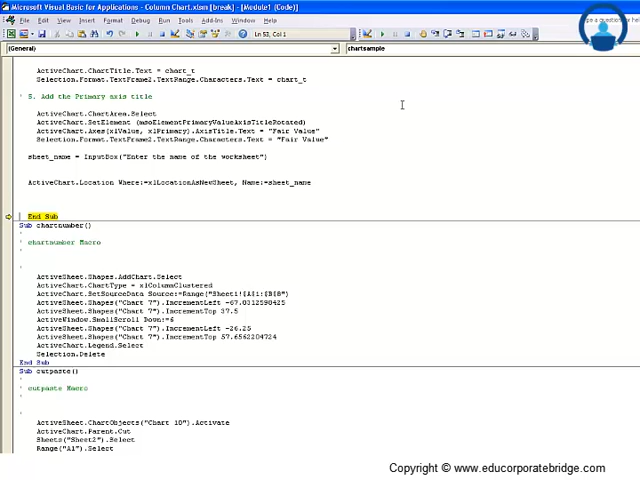 Microsoft Visual Basic for Applications - Column Chart.xlsm [break] - [Module1 (Code)]
File Edit View Insert Format Debug Run Tools Add-Ins Window Help
Ln 53, Col 1
(General) chartsample
ActiveChart.ChartTitle.Text = chart_t
Selection.Format.TextFrame2.TextRange.Characters.Text = chart_t
' 5. Add the Primary axis title
ActiveChart.ChartArea.Select
ActiveChart.SetElement (msoElementPrimaryValueAxisTitleRotated)
ActiveChart.Axes(xlValue, xlPrimary).AxisTitle.Text = "Fair Value"
Selection.Format.TextFrame2.TextRange.Characters.Text = "Fair Value"
sheet_name = InputBox("Enter the name of the worksheet")
ActiveChart.Location Where:=xlLocationAsNewSheet, Name:=sheet_name
End Sub
Sub chartnumber()
'
' chartnumber Macro
'
'
ActiveSheet.Shapes.AddChart.Select
ActiveChart.ChartType = xlColumnClustered
ActiveChart.SetSourceData Source:=Range("Sheet1!$A$1:$B$8")
ActiveSheet.Shapes("Chart 7").IncrementLeft -67.0312598425
ActiveSheet.Shapes("Chart 7").IncrementTop 37.5
ActiveWindow.SmallScroll Down:=6
ActiveSheet.Shapes("Chart 7").IncrementLeft -26.25
ActiveSheet.Shapes("Chart 7").IncrementTop 57.6562204724
ActiveChart.Legend.Select
Selection.Delete
End Sub
Sub cutpaste()
'
' cutpaste Macro
'
'
ActiveSheet.ChartObjects("Chart 10").Activate
ActiveChart.Parent.Cut
Sheets("Sheet2").Select
Range("A1").Select
Copyright © www.educorporatebridge.com